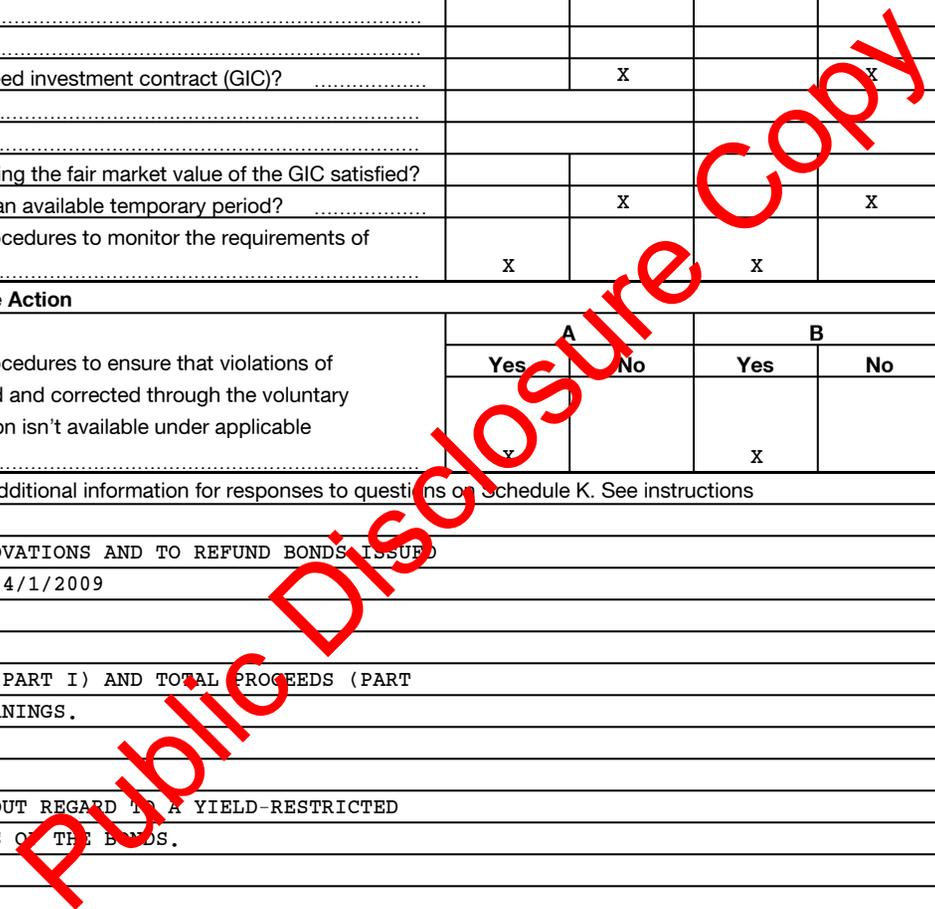 ed investment contract (GIC)? X X
ing the fair market value of the GIC satisfied?
an available temporary period? X X
cedures to monitor the requirements of
X X
e Action
A B
cedures to ensure that violations of Yes No Yes No
d and corrected through the voluntary
on isn't available under applicable
X X
dditional information for responses to questions on Schedule K. See instructions
OVATIONS AND TO REFUND BONDS ISSUED
4/1/2009
PART I) AND TOTAL PROCEEDS (PART
NINGS.
OUT REGARD TO A YIELD-RESTRICTED
S OF THE BONDS.
Public Disclosure Copy